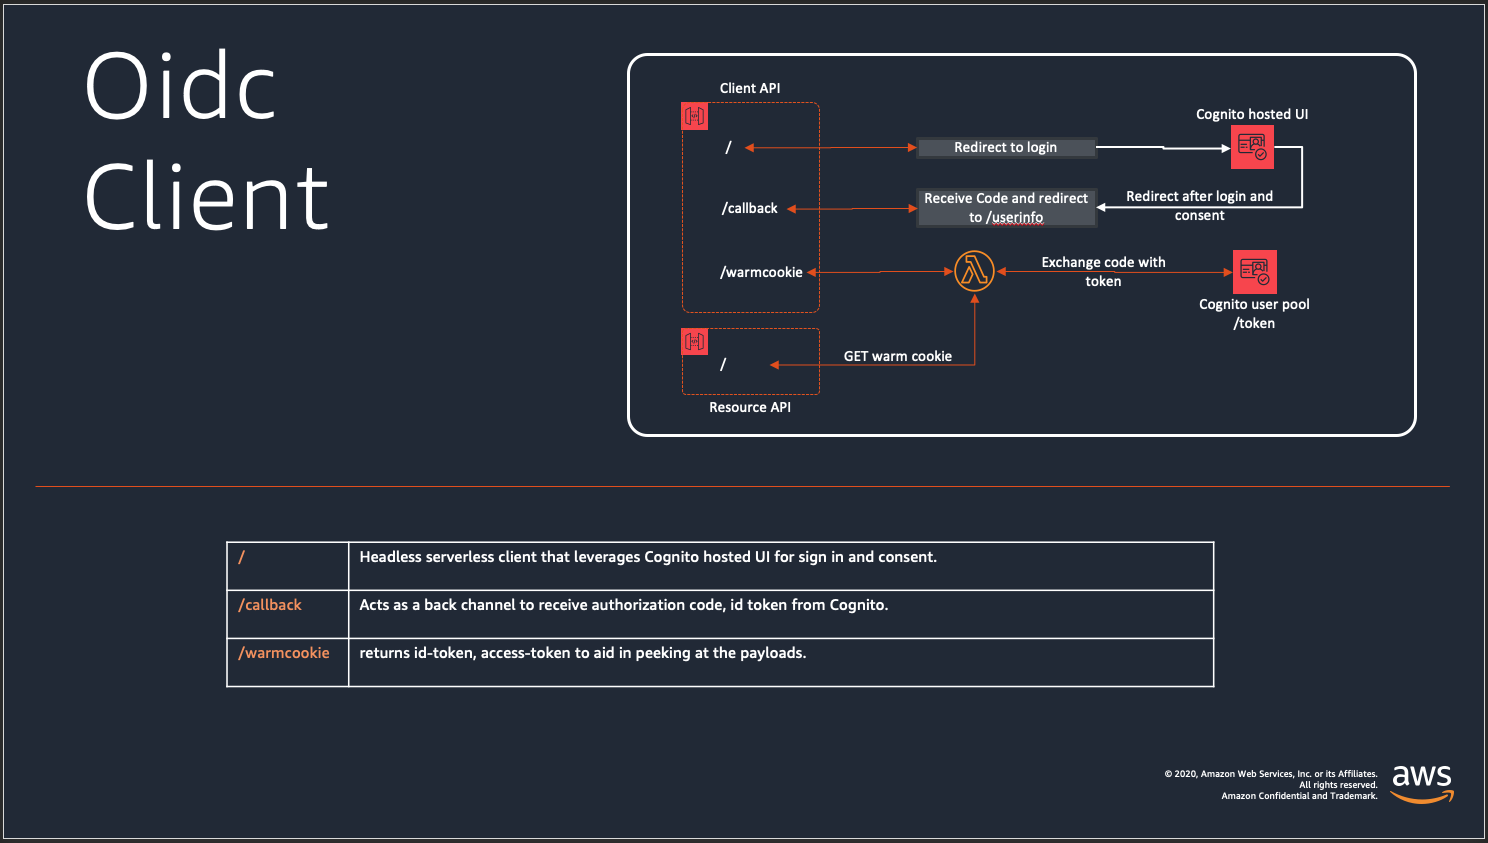 Oidc
Client
Client API
/
Redirect to login
Cognito hosted UI
/callback
Receive Code and redirect
to /userinfo
Redirect after login and
consent
/warmcookie
Exchange code with
token
Cognito user pool
/token
/
GET warm cookie
Resource API
/ Headless serverless client that leverages Cognito hosted UI for sign in and consent.
/callback Acts as a back channel to receive authorization code, id token from Cognito.
/warmcookie returns id-token, access-token to aid in peeking at the payloads.
© 2020, Amazon Web Services, Inc. or its Affiliates.
All rights reserved.
Amazon Confidential and Trademark.
aws